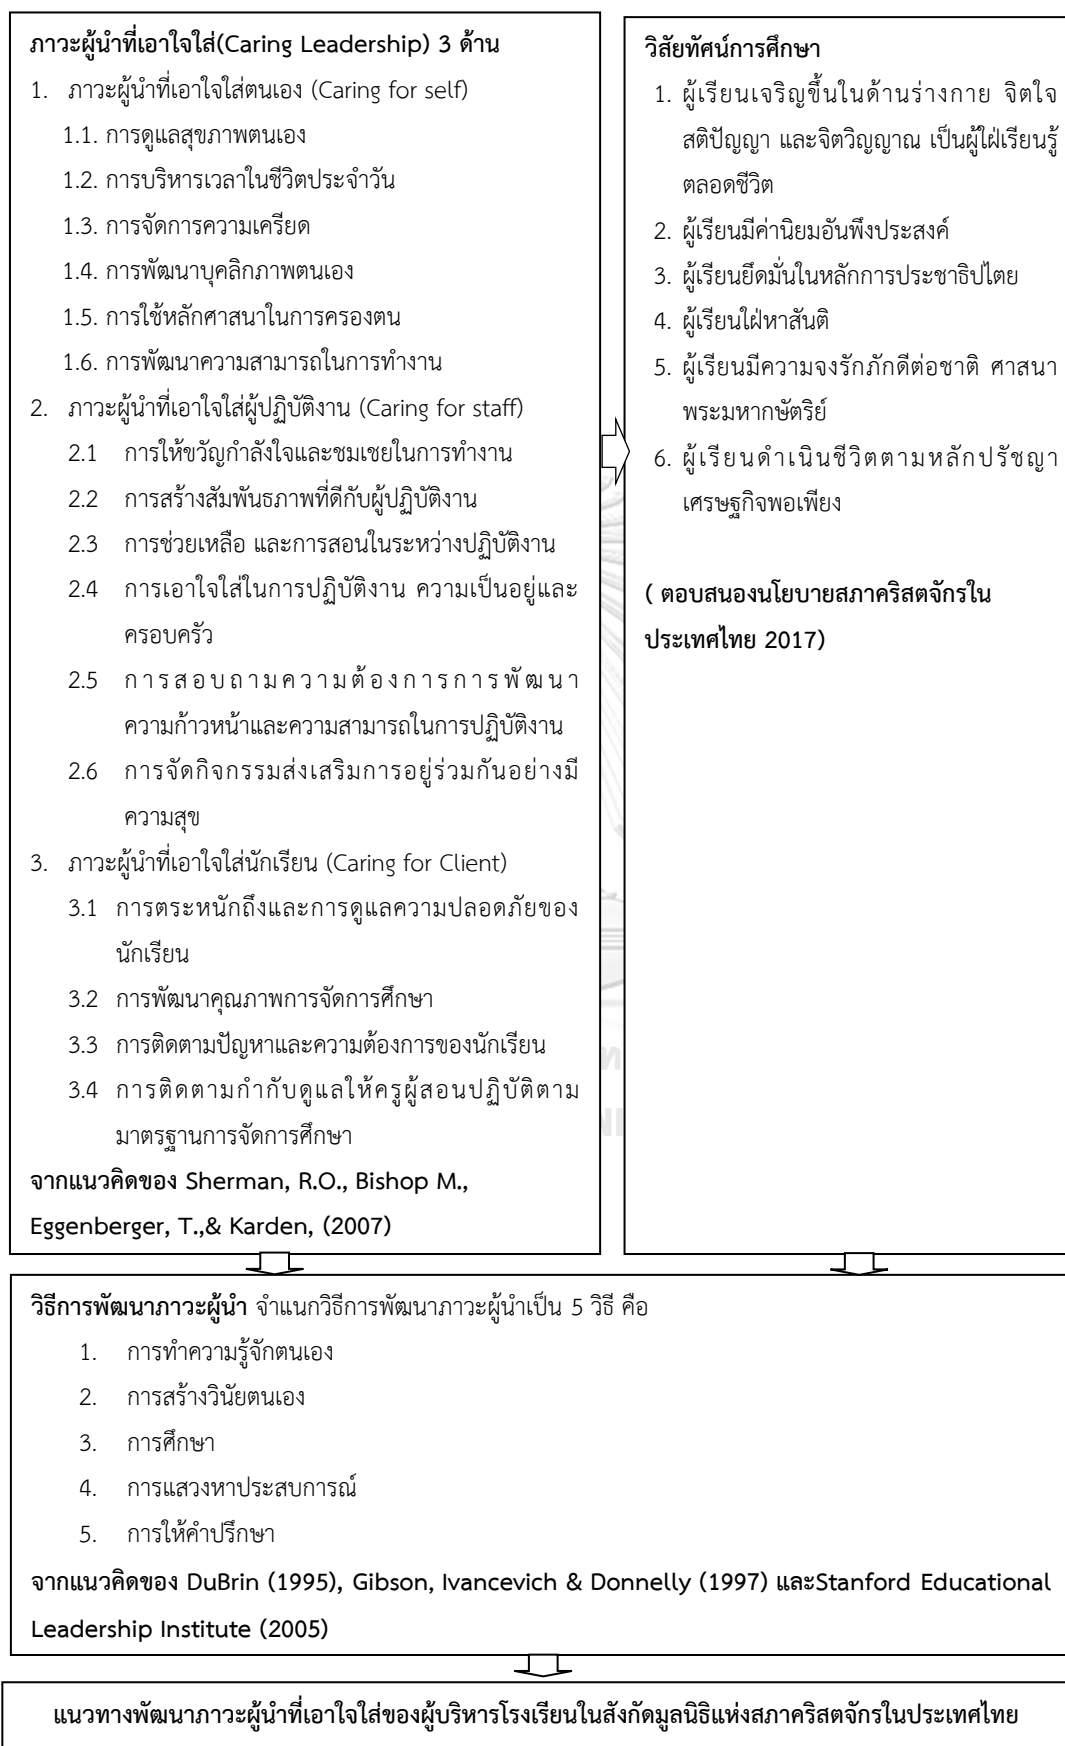 ภาวะผู้นำที่เอาใจใส่(Caring Leadership) 3 ด้าน
1. ภาวะผู้นำที่เอาใจใส่ตนเอง (Caring for self)
1.1. การดูแลสุขภาพตนเอง
1.2. การบริหารเวลาในชีวิตประจำวัน
1.3. การจัดการความเครียด
1.4. การพัฒนาบุคลิกภาพตนเอง
1.5. การใช้หลักศาสนาในการครองตน
1.6. การพัฒนาความสามารถในการทำงาน
2. ภาวะผู้นำที่เอาใจใส่ผู้ปฏิบัติงาน (Caring for staff)
2.1 การให้ขวัญกำลังใจและชมเชยในการทำงาน
2.2 การสร้างสัมพันธภาพที่ดีกับผู้ปฏิบัติงาน
2.3 การช่วยเหลือ และการสอนในระหว่างปฏิบัติงาน
2.4 การเอาใจใส่ในการปฏิบัติงาน ความเป็นอยู่และ
ครอบครัว
2.5 การสอบถามความต้องการการพัฒนา
ความก้าวหน้าและความสามารถในการปฏิบัติงาน
2.6 การจัดกิจกรรมส่งเสริมการอยู่ร่วมกันอย่างมี
ความสุข
3. ภาวะผู้นำที่เอาใจใส่นักเรียน (Caring for Client)
3.1 การตระหนักถึงและการดูแลความปลอดภัยของ
นักเรียน
3.2 การพัฒนาคุณภาพการจัดการศึกษา
3.3 การติดตามปัญหาและความต้องการของนักเรียน
3.4 การติดตามกำกับดูแลให้ครูผู้สอนปฏิบัติตาม
มาตรฐานการจัดการศึกษา
จากแนวคิดของ Sherman, R.O., Bishop M.,
Eggenberger, T.,& Karden, (2007)
วิสัยทัศน์การศึกษา
1. ผู้เรียนเจริญขึ้นในด้านร่างกาย จิตใจ
สติปัญญา และจิตวิญญาณ เป็นผู้ใฝ่เรียนรู้
ตลอดชีวิต
2. ผู้เรียนมีค่านิยมอันพึงประสงค์
3. ผู้เรียนยึดมั่นในหลักการประชาธิปไตย
4. ผู้เรียนใฝ่หาสันติ
5. ผู้เรียนมีความจงรักภักดีต่อชาติ ศาสนา
พระมหากษัตริย์
6. ผู้เรียนดำเนินชีวิตตามหลักปรัชญา
เศรษฐกิจพอเพียง
( ตอบสนองนโยบายสภาคริสตจักรใน
ประเทศไทย 2017)
วิธีการพัฒนาภาวะผู้นำ จำแนกวิธีการพัฒนาภาวะผู้นำเป็น 5 วิธี คือ
1. การทำความรู้จักตนเอง
2. การสร้างวินัยตนเอง
3. การศึกษา
4. การแสวงหาประสบการณ์
5. การให้คำปรึกษา
จากแนวคิดของ DuBrin (1995), Gibson, Ivancevich & Donnelly (1997) และStanford Educational
Leadership Institute (2005)
แนวทางพัฒนาภาวะผู้นำที่เอาใจใส่ของผู้บริหารโรงเรียนในสังกัดมูลนิธิแห่งสภาคริสตจักรในประเทศไทย